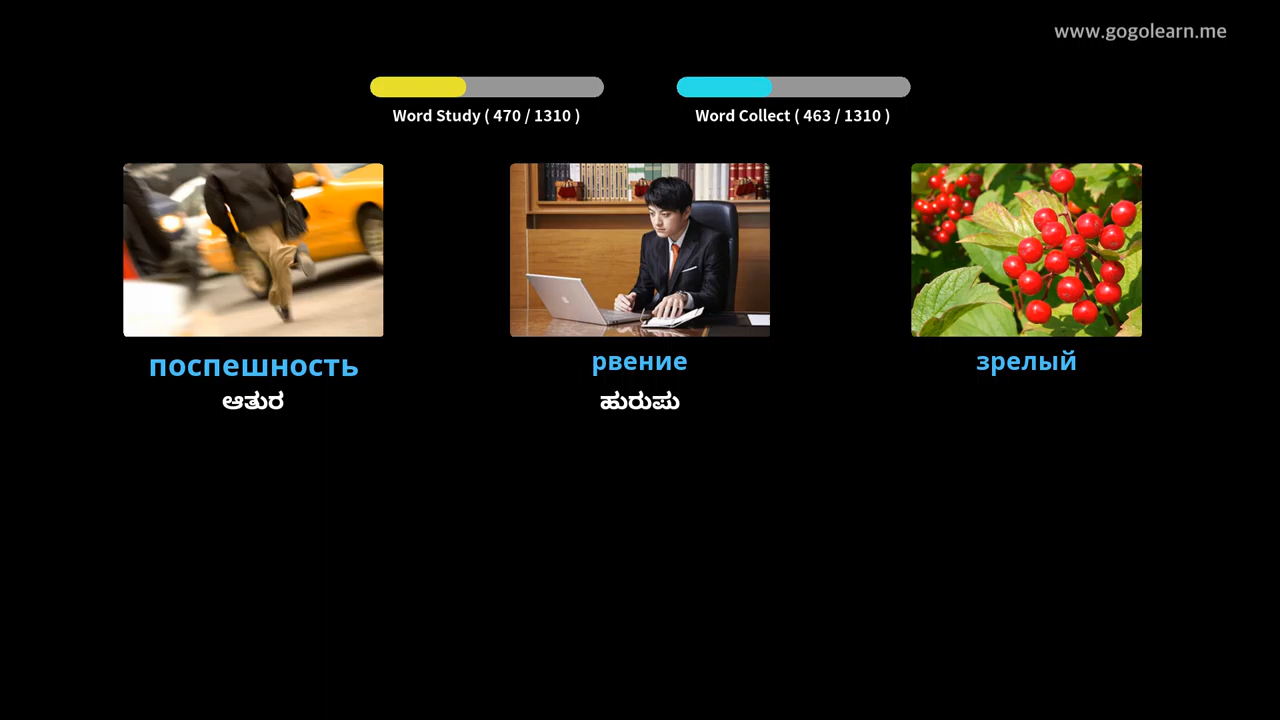 www.gogolearn.me
Word Study ( 470 / 1310 )
Word Collect ( 463 / 1310 )
поспешность
рвение
зрелый
ಆತುರ
ಹುರುಪು